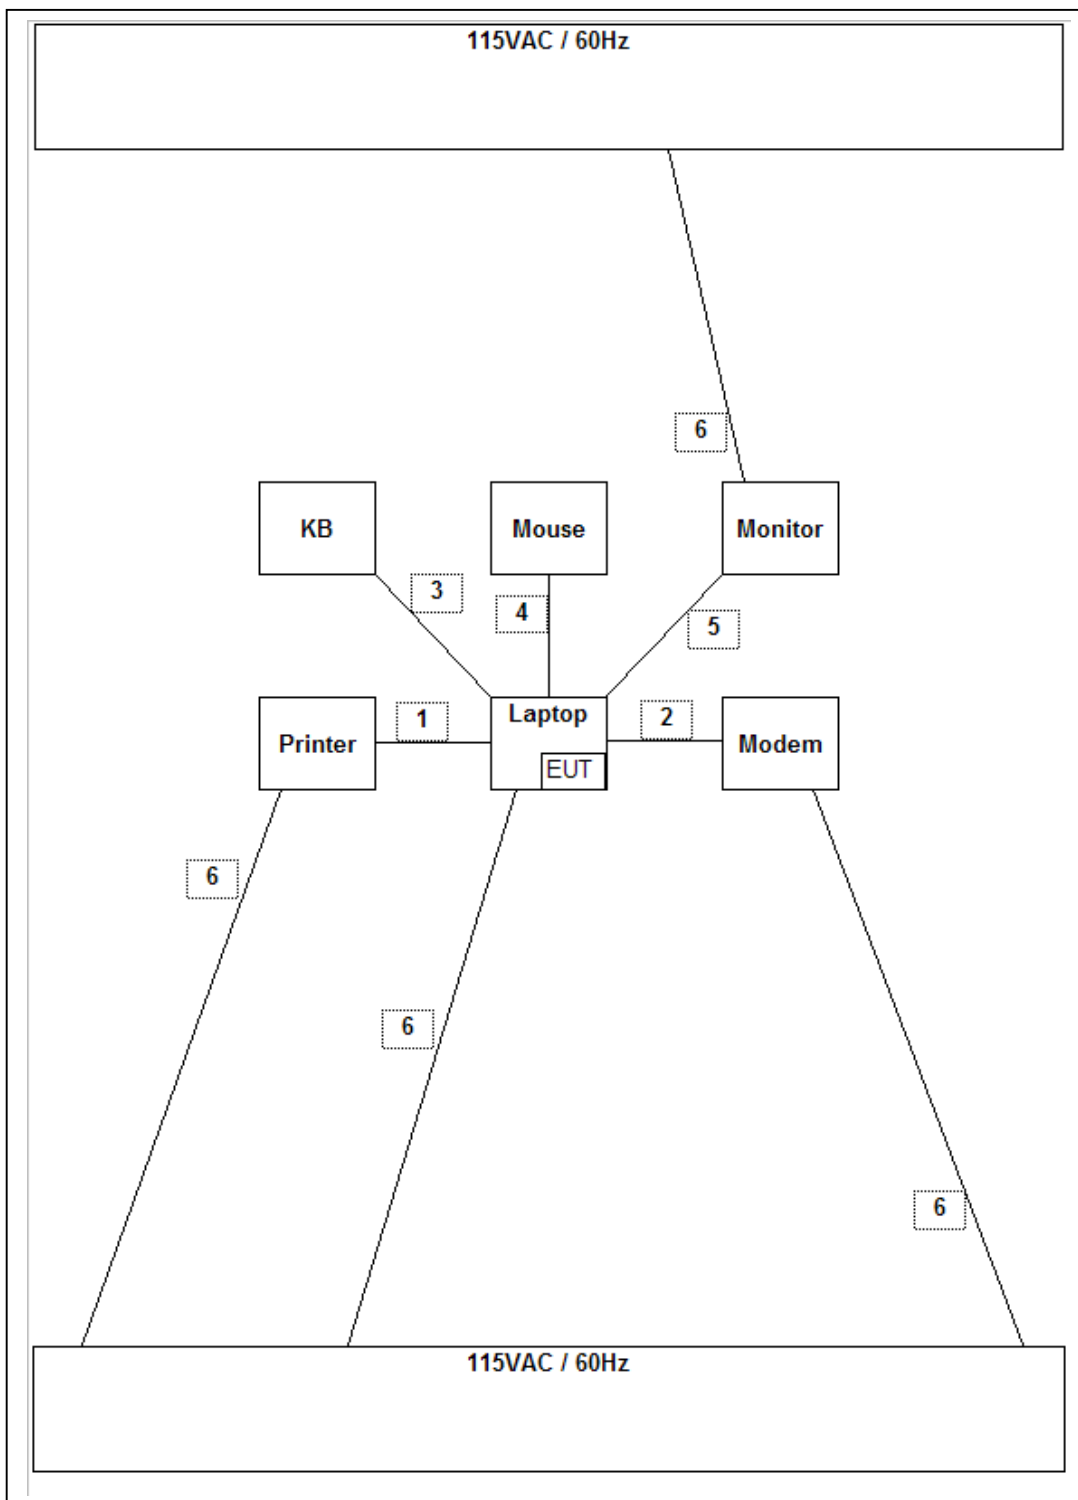 115VAC / 60Hz
6
KB
Mouse
Monitor
3
4
5
Printer
1
Laptop
EUT
2
Modem
6
6
6
115VAC / 60Hz